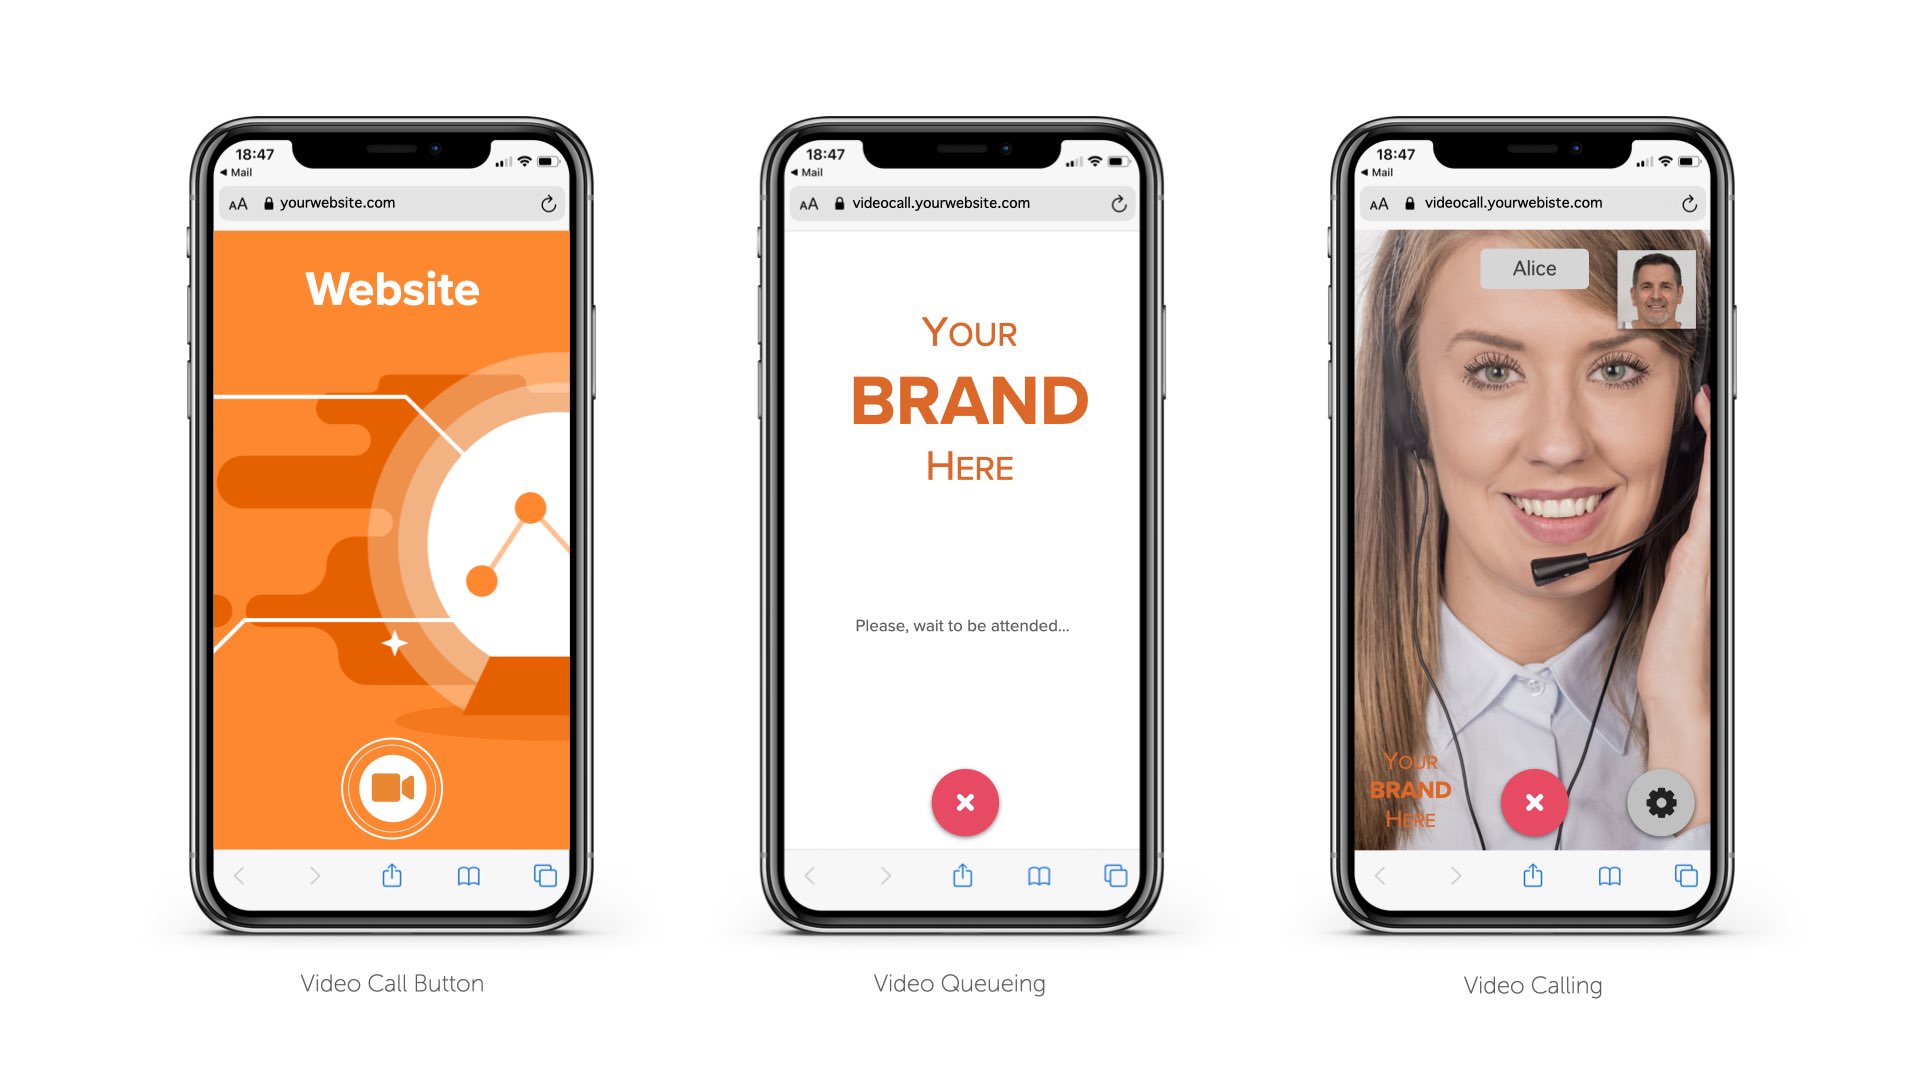 18:47
Mail
AA yourwebsite.com
Website
Video Call Button
18:47
Mail
AA videocall.yourwebsite.com
YOUR
BRAND
HERE
Please, wait to be attended...
Video Queueing
18:47
Mail
AA videocall.yourwebiste.com
Alice
YOUR
BRAND
HERE
Video Calling